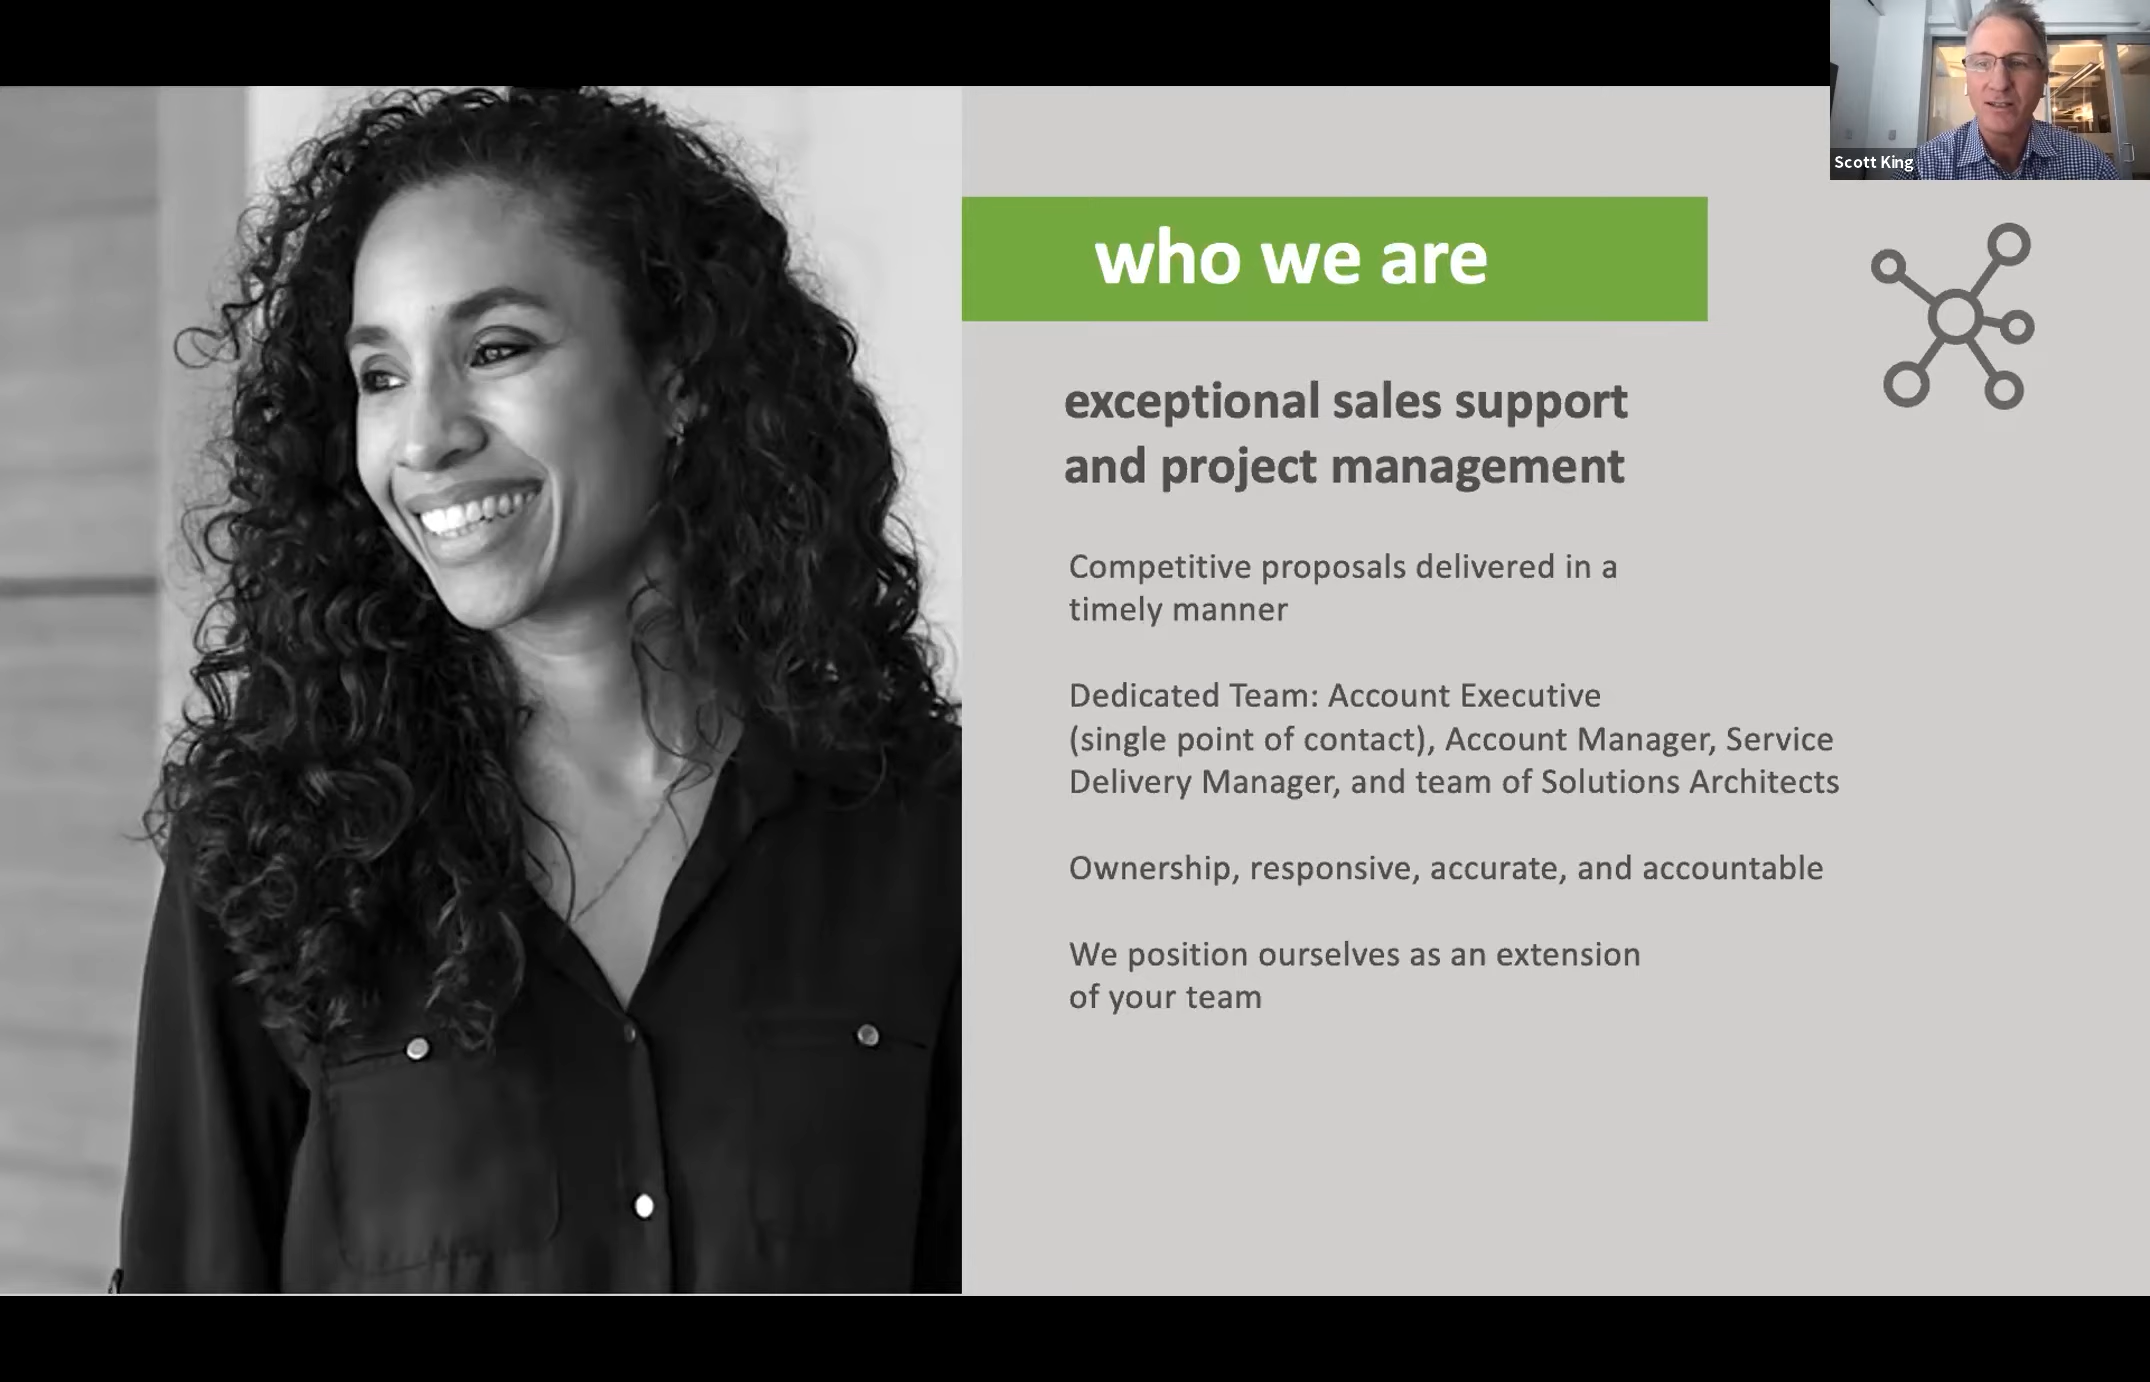 Scott King
who we are
exceptional sales support
and project management
Competitive proposals delivered in a
timely manner
Dedicated Team: Account Executive
(single point of contact), Account Manager, Service
Delivery Manager, and team of Solutions Architects
Ownership, responsive, accurate, and accountable
We position ourselves as an extension
of your team